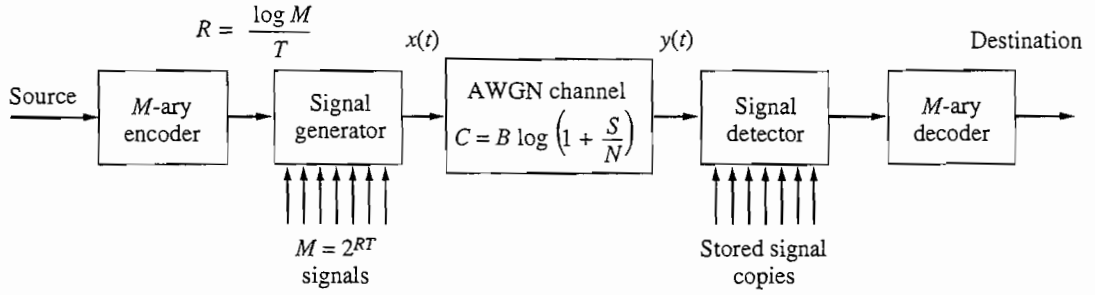 R = log M / T
x(t)
y(t)
Destination
Source
M-ary
encoder
Signal
generator
AWGN channel
C = B log (1 + S/N)
Signal
detector
M-ary
decoder
M = 2^{RT}
signals
Stored signal
copies